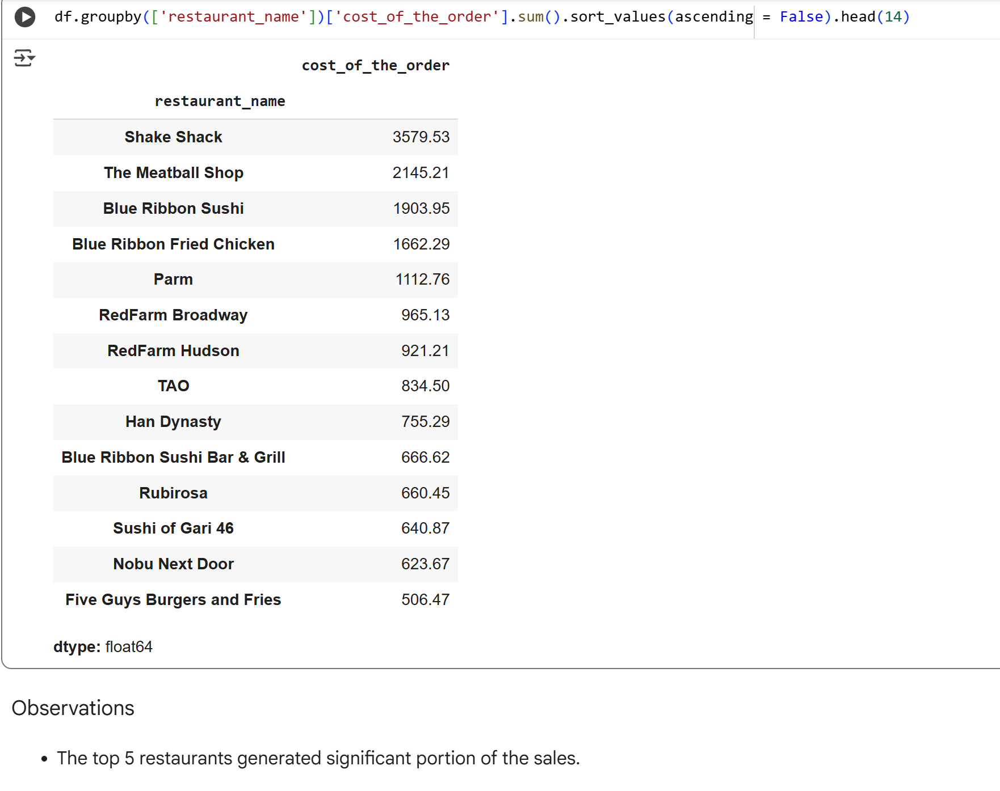 df.groupby(['restaurant_name'])['cost_of_the_order'].sum().sort_values(ascending = False).head(14)
cost_of_the_order
restaurant_name
Shake Shack 3579.53
The Meatball Shop 2145.21
Blue Ribbon Sushi 1903.95
Blue Ribbon Fried Chicken 1662.29
Parm 1112.76
RedFarm Broadway 965.13
RedFarm Hudson 921.21
TAO 834.50
Han Dynasty 755.29
Blue Ribbon Sushi Bar & Grill 666.62
Rubirosa 660.45
Sushi of Gari 46 640.87
Nobu Next Door 623.67
Five Guys Burgers and Fries 506.47
dtype: float64
Observations
• The top 5 restaurants generated significant portion of the sales.